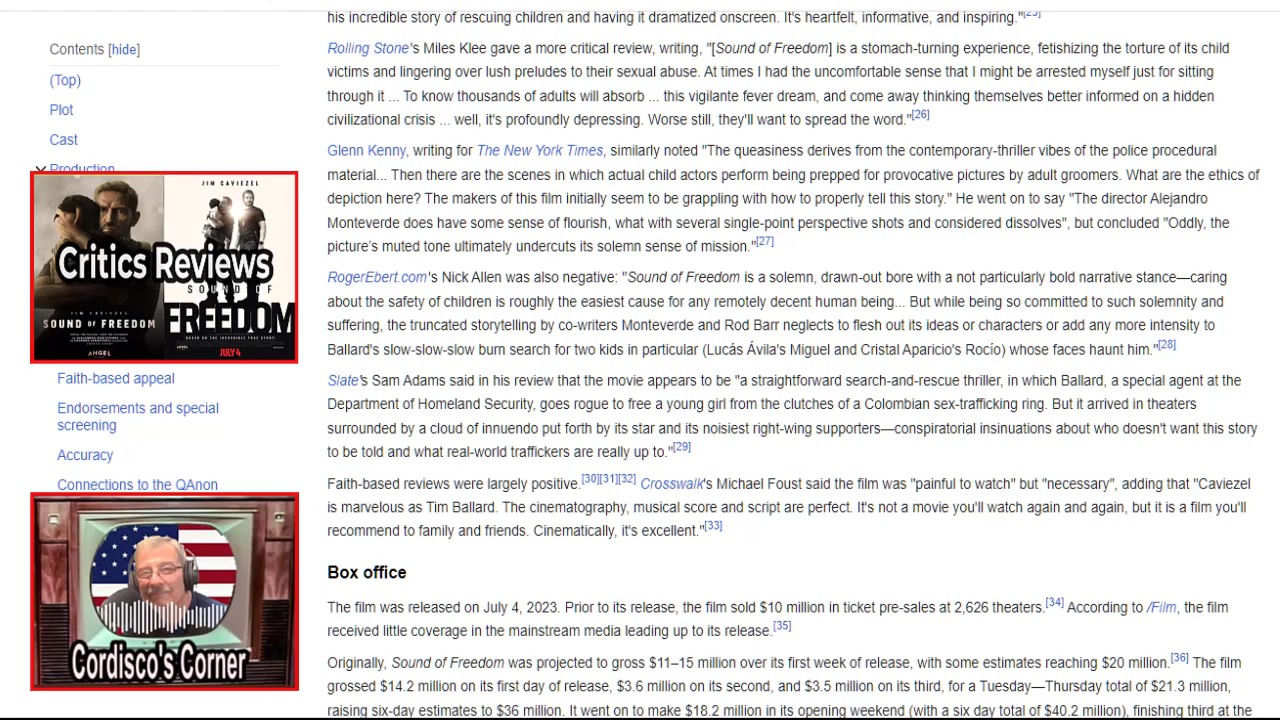 his incredible story of rescuing children and having it dramatized onscreen. It's heartfelt, informative, and inspiring."[25]
Contents [hide]
Rolling Stone's Miles Klee gave a more critical review, writing, "[Sound of Freedom] is a stomach-turning experience, fetishizing the torture of its child
victims and lingering over lush preludes to their sexual abuse. At times I had the uncomfortable sense that I might be arrested myself just for sitting
through it ... To know thousands of adults will absorb ... this vigilante fever dream, and come away thinking themselves better informed on a hidden
civilizational crisis ... well, it's profoundly depressing. Worse still, they'll want to spread the word."[26]
(Top)
Plot
Cast
Production
Glenn Kenny, writing for The New York Times, similarly noted "The queasiness derives from the contemporary-thriller vibes of the police procedural
material... Then there are the scenes in which actual child actors perform being prepped for provocative pictures by adult groomers. What are the ethics of
depiction here? The makers of this film initially seem to be grappling with how to properly tell this story." He went on to say "The director Alejandro
Monteverde does have some sense of flourish, what with several single-point perspective shots and considered dissolves", but concluded "Oddly, the
picture's muted tone ultimately undercuts its solemn sense of mission."[27]
JIM CAVIEZEL
Critics Reviews
SOUND OF
FREEDOM
JIM CAVIEZEL
SOUND OF FREEDOM
ANGEL
BASED ON THE INCREDIBLE TRUE STORY
JULY 4
RogerEbert.com's Nick Allen was also negative: "Sound of Freedom is a solemn, drawn-out bore with a not particularly bold narrative stance—caring
about the safety of children is roughly the easiest cause for any remotely decent human being... But while being so committed to such solemnity and
suffering, the truncated storytelling by co-writers Monteverde and Rod Barr neglects to flesh out its ideas or characters or add any more intensity to
Ballard's slow-slow-slow burn search for two kids in particular (Lucás Ávila's Miguel and Cristal Aparicio's Rocío) whose faces haunt him."[28]
Faith-based appeal
Endorsements and special
screening
Accuracy
Connections to the QAnon
Slate's Sam Adams said in his review that the movie appears to be "a straightforward search-and-rescue thriller, in which Ballard, a special agent at the
Department of Homeland Security, goes rogue to free a young girl from the clutches of a Colombian sex-trafficking ring. But it arrived in theaters
surrounded by a cloud of innuendo put forth by its star and its noisiest right-wing supporters—conspiratorial insinuations about who doesn't want this story
to be told and what real-world traffickers are really up to."[29]
Faith-based reviews were largely positive.[30][31][32] Crosswalk's Michael Foust said the film was "painful to watch" but "necessary", adding that "Caviezel
is marvelous as Tim Ballard. The cinematography, musical score and script are perfect. It's not a movie you'll watch again and again, but it is a film you'll
recommend to family and friends. Cinematically, it's excellent."[33]
Cordisco's Corner
Box office
The film was released on July 4, 2023. Prior to its release, the film made $10 million in ticket pre-sales at 2,600 theaters.[34] According to /Film, the film
received little coverage in the mainstream media leading up to its release.[35]
Originally, Sound of Freedom was projected to gross $11–16 million in its first week of release, with some estimates reaching $20 million.[36] The film
grossed $14.2 million on its first day of release, $3.6 million on its second, and $3.5 million on its third, for a Tuesday—Thursday total of $21.3 million,
raising six-day estimates to $36 million. It went on to make $18.2 million in its opening weekend (with a six day total of $40.2 million), finishing third at the